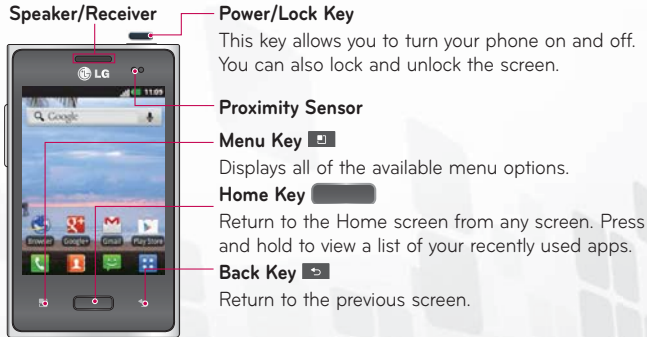 Speaker/Receiver
Power/Lock Key
This key allows you to turn your phone on and off.
You can also lock and unlock the screen.
LG
11:09
Google
Proximity Sensor
Menu Key
Displays all of the available menu options.
Home Key
Return to the Home screen from any screen. Press
and hold to view a list of your recently used apps.
Browser Google+ Gmail Play Store
Back Key
Return to the previous screen.